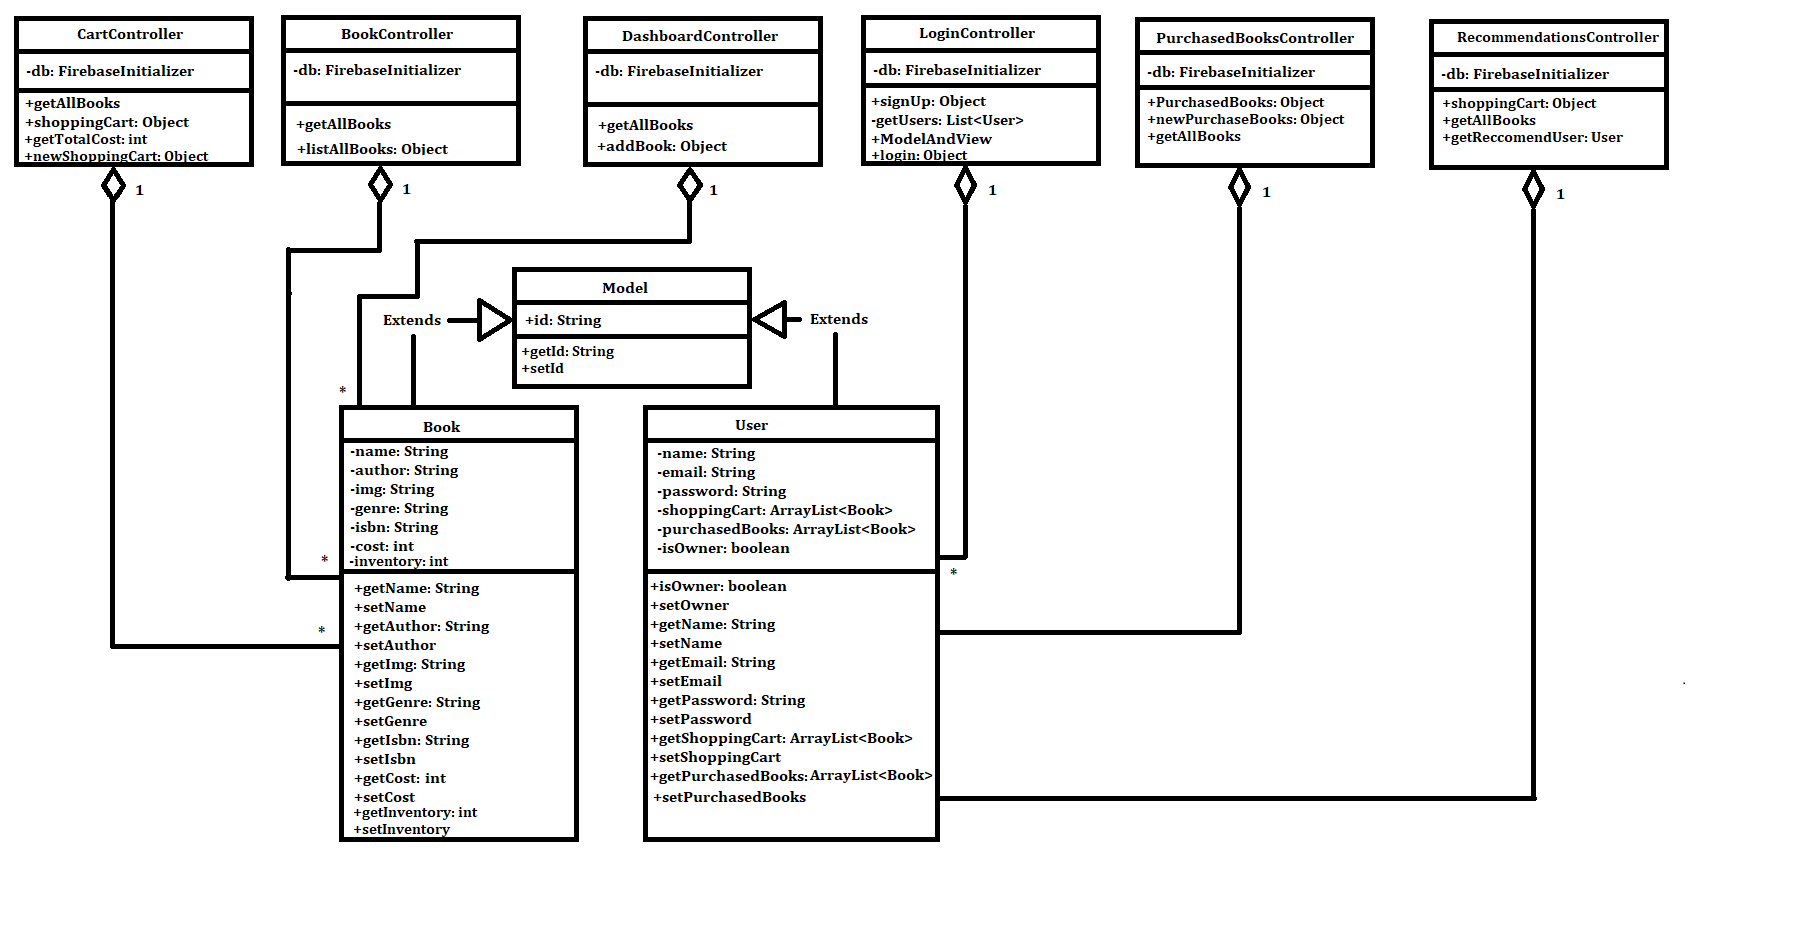 CartController
-db: FirebaseInitializer
+getAllBooks
+shoppingCart: Object
+getTotalCost: int
+newShoppingCart: Object
1
BookController
-db: FirebaseInitializer
+getAllBooks
+listAllBooks: Object
1
DashboardController
-db: FirebaseInitializer
+getAllBooks
+addBook: Object
1
LoginController
-db: FirebaseInitializer
+signUp: Object
-getUsers: List<User>
+ModelAndView
+login: Object
1
PurchasedBooksController
-db: FirebaseInitializer
+PurchasedBooks: Object
+newPurchaseBooks: Object
+getAllBooks
1
RecommendationsController
-db: FirebaseInitializer
+shoppingCart: Object
+getAllBooks
+getReccomendUser: User
1
Extends
Model
+id: String
+getId: String
+setId
Extends
*
*
*
Book
-name: String
-author: String
-img: String
-genre: String
-isbn: String
-cost: int
-inventory: int
+getName: String
+setName
+getAuthor: String
+setAuthor
+getImg: String
+setImg
+getGenre: String
+setGenre
+getIsbn: String
+setIsbn
+getCost: int
+setCost
+getInventory: int
+setInventory
User
-name: String
-email: String
-password: String
-shoppingCart: ArrayList<Book>
-purchasedBooks: ArrayList<Book>
-isOwner: boolean
+isOwner: boolean
+setOwner
+getName: String
+setName
+getEmail: String
+setEmail
+getPassword: String
+setPassword
+getShoppingCart: ArrayList<Book>
+setShoppingCart
+getPurchasedBooks: ArrayList<Book>
+setPurchasedBooks
*